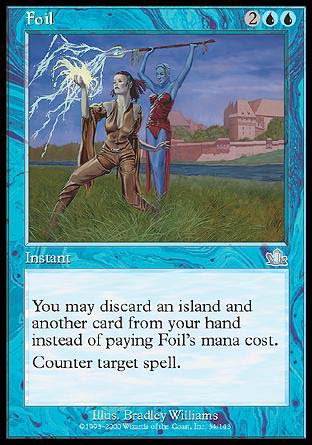 Foil 2
Instant
You may discard an island and
another card from your hand
instead of paying Foil's mana cost.
Counter target spell.
Illus. Bradley Williams
©1993-2000 Wizards of the Coast, Inc. 34/143